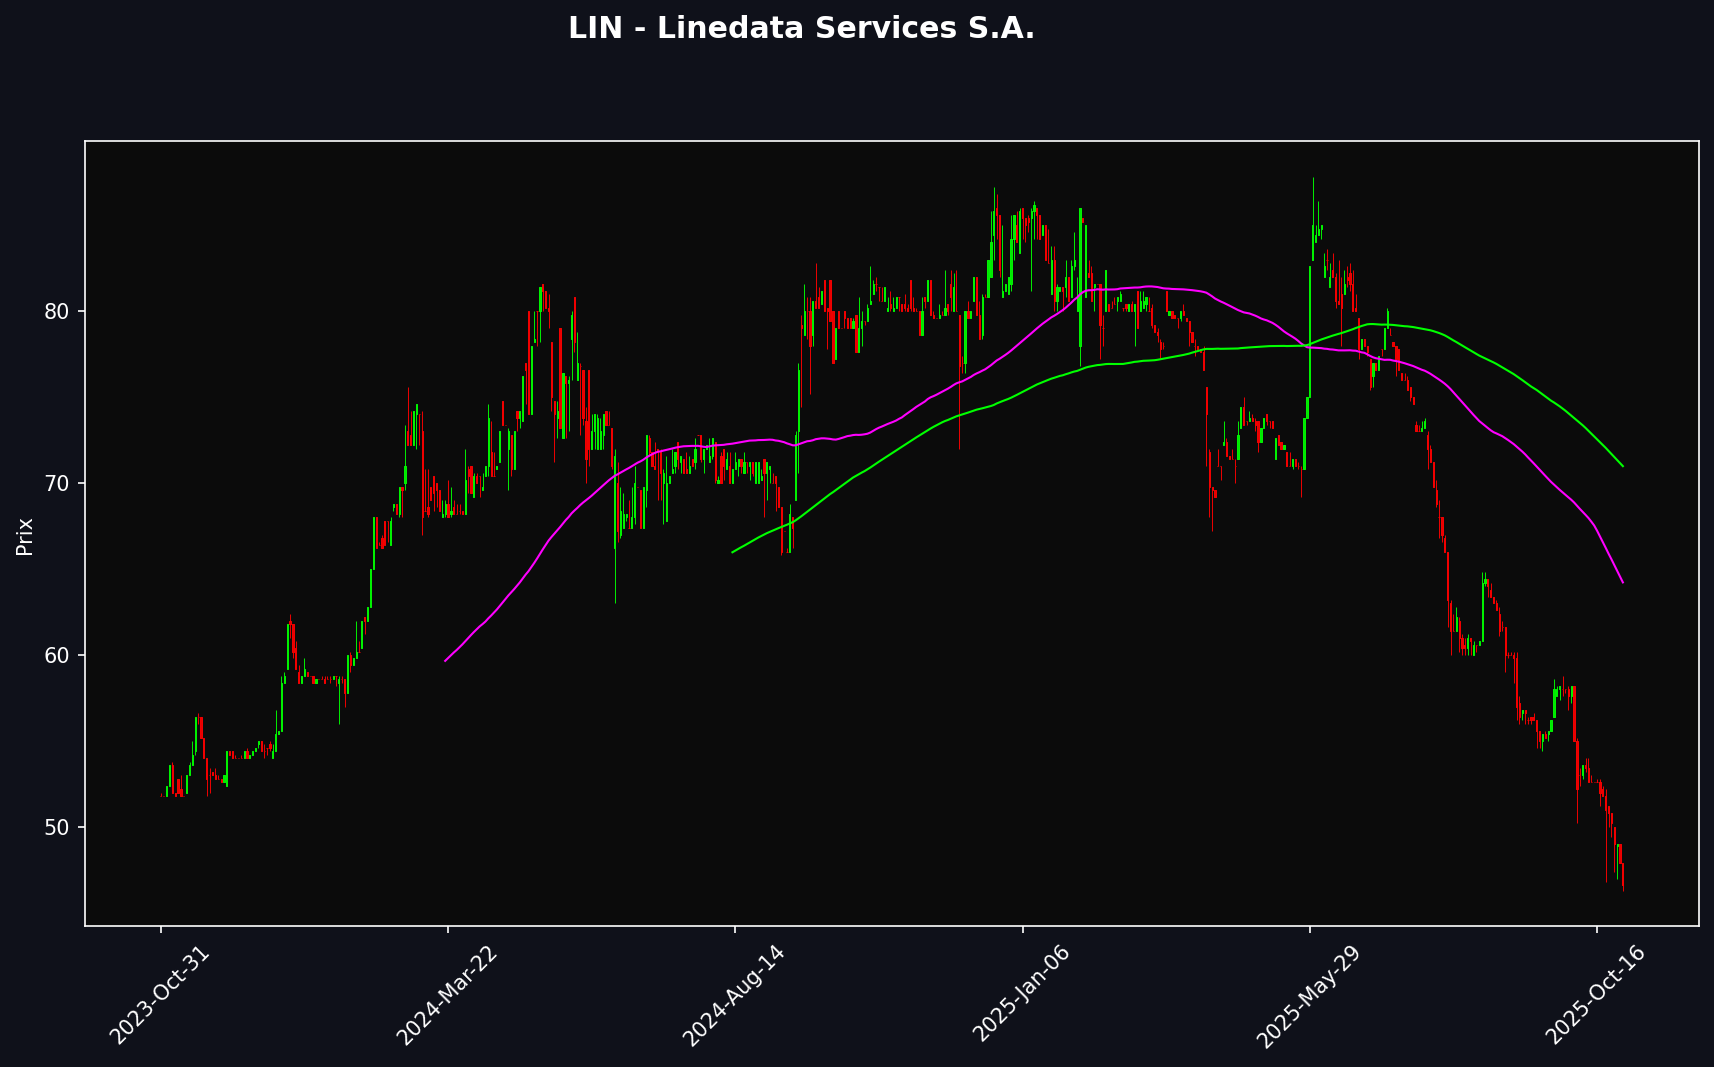 LIN - Linedata Services S.A.
Prix
80
70
60
50
2023-Oct-31
2024-Mar-22
2024-Aug-14
2025-Jan-06
2025-May-29
2025-Oct-16